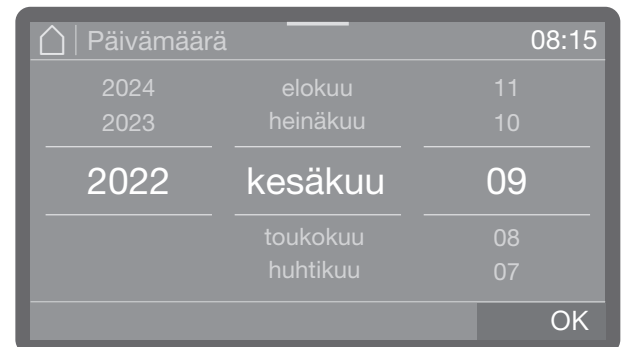 Päivämäärä 08:15
2024 elokuu 11
2023 heinäkuu 10
2022 kesäkuu 09
toukokuu 08
huhtikuu 07
OK